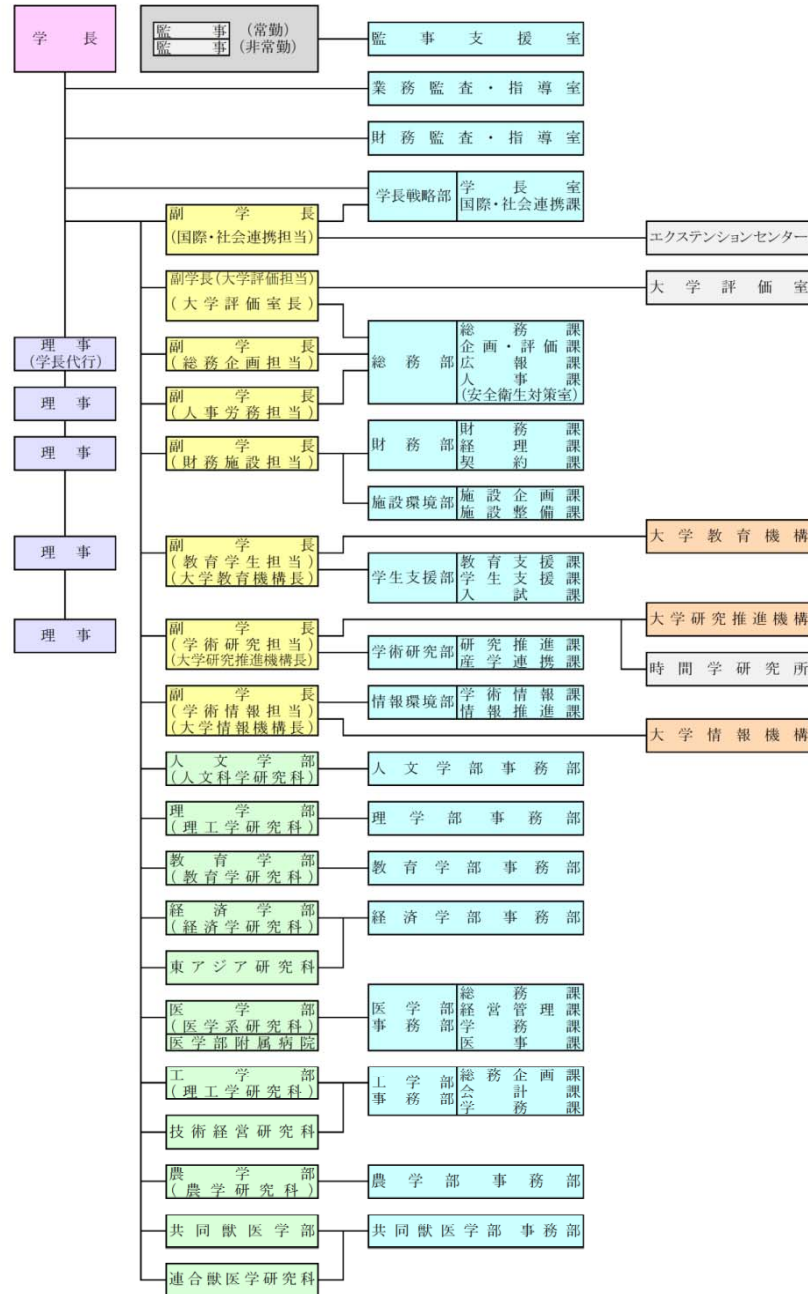 学長
監事 (常勤)
監事 (非常勤)
監事支援室
業務監査・指導室
財務監査・指導室
学長戦略部
学長室
国際・社会連携課
副学長
(国際・社会連携担当)
エクステンションセンター
副学長(大学評価担当)
(大学評価室長)
大学評価室
理事
(学長代行)
副学長
(総務企画担当)
総務部
総務課
企画・評価課
広報課
人事課
(安全衛生対策室)
理事
副学長
(人事労務担当)
理事
副学長
(財務施設担当)
財務部
財務課
経理課
契約課
施設環境部
施設企画課
施設整備課
理事
副学長
(教育学生担当)
(大学教育機構長)
大学教育機構
学生支援部
教育支援課
学生支援課
入試課
理事
副学長
(学術研究担当)
(大学研究推進機構長)
大学研究推進機構
学術研究部
研究推進課
産学連携課
時間学研究所
副学長
(学術情報担当)
(大学情報機構長)
情報環境部
学術情報課
情報推進課
大学情報機構
人文学部
(人文科学研究科)
人文学部事務部
理学部
(理工学研究科)
理学部事務部
教育学部
(教育学研究科)
教育学部事務部
経済学部
(経済学研究科)
経済学部事務部
東アジア研究科
医学部
(医学系研究科)
医学部附属病院
医学部
事務部
総務課
経営管理課
学務課
医事課
工学部
(理工学研究科)
工学部
事務部
総務企画課
会計課
学務課
技術経営研究科
農学部
(農学研究科)
農学部事務部
共同獣医学部
共同獣医学部事務部
連合獣医学研究科